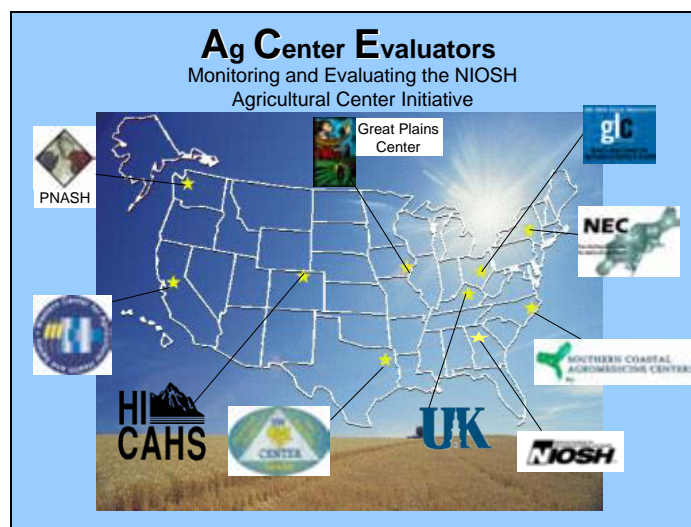 Ag Center Evaluators
Monitoring and Evaluating the NIOSH
Agricultural Center Initiative
Great Plains
Center
glc
PNASH
NEC
SOUTHERN COASTAL
AGROMEDICINE CENTER
HI
CAHS
CENTER
UK
NIOSH